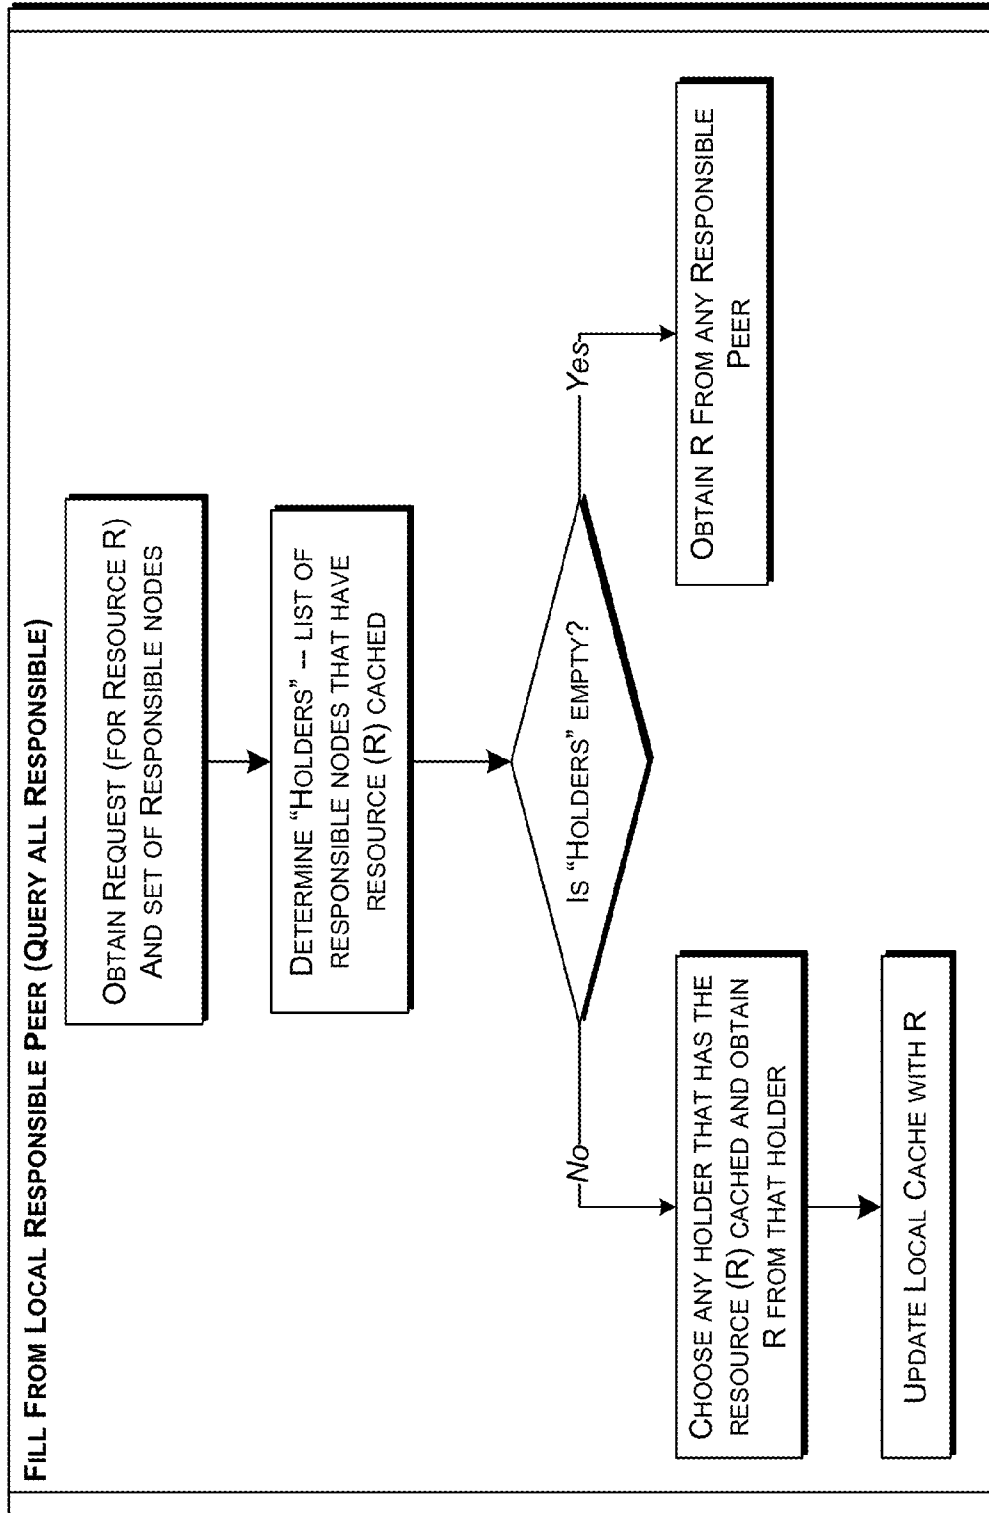 FILL FROM LOCAL RESPONSIBLE PEER (QUERY ALL RESPONSIBLE)
OBTAIN REQUEST (FOR RESOURCE R)
AND SET OF RESPONSIBLE NODES
DETERMINE “HOLDERS” -- LIST OF
RESPONSIBLE NODES THAT HAVE
RESOURCE (R) CACHED
IS “HOLDERS” EMPTY?
No
Yes
CHOOSE ANY HOLDER THAT HAS THE
RESOURCE (R) CACHED AND OBTAIN
R FROM THAT HOLDER
OBTAIN R FROM ANY RESPONSIBLE
PEER
UPDATE LOCAL CACHE WITH R